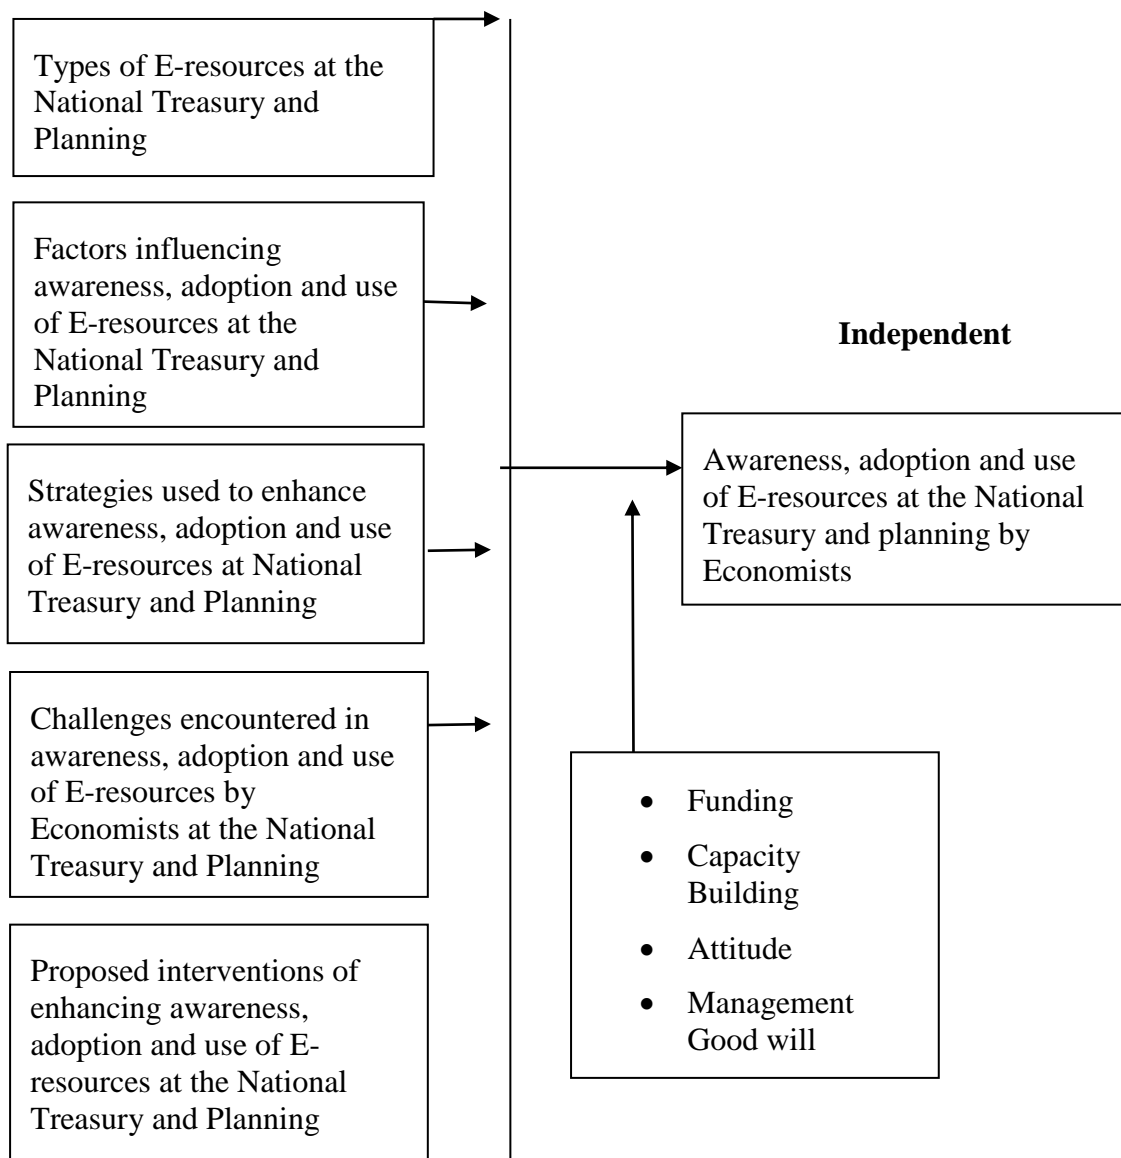 Types of E-resources at the
National Treasury and
Planning
Factors influencing
awareness, adoption and use
of E-resources at the
National Treasury and
Planning
Strategies used to enhance
awareness, adoption and use
of E-resources at National
Treasury and Planning
Challenges encountered in
awareness, adoption and use
of E-resources by
Economists at the National
Treasury and Planning
Proposed interventions of
enhancing awareness,
adoption and use of E-
resources at the National
Treasury and Planning
Independent
Awareness, adoption and use
of E-resources at the National
Treasury and planning by
Economists
• Funding
• Capacity
Building
• Attitude
• Management
Good will